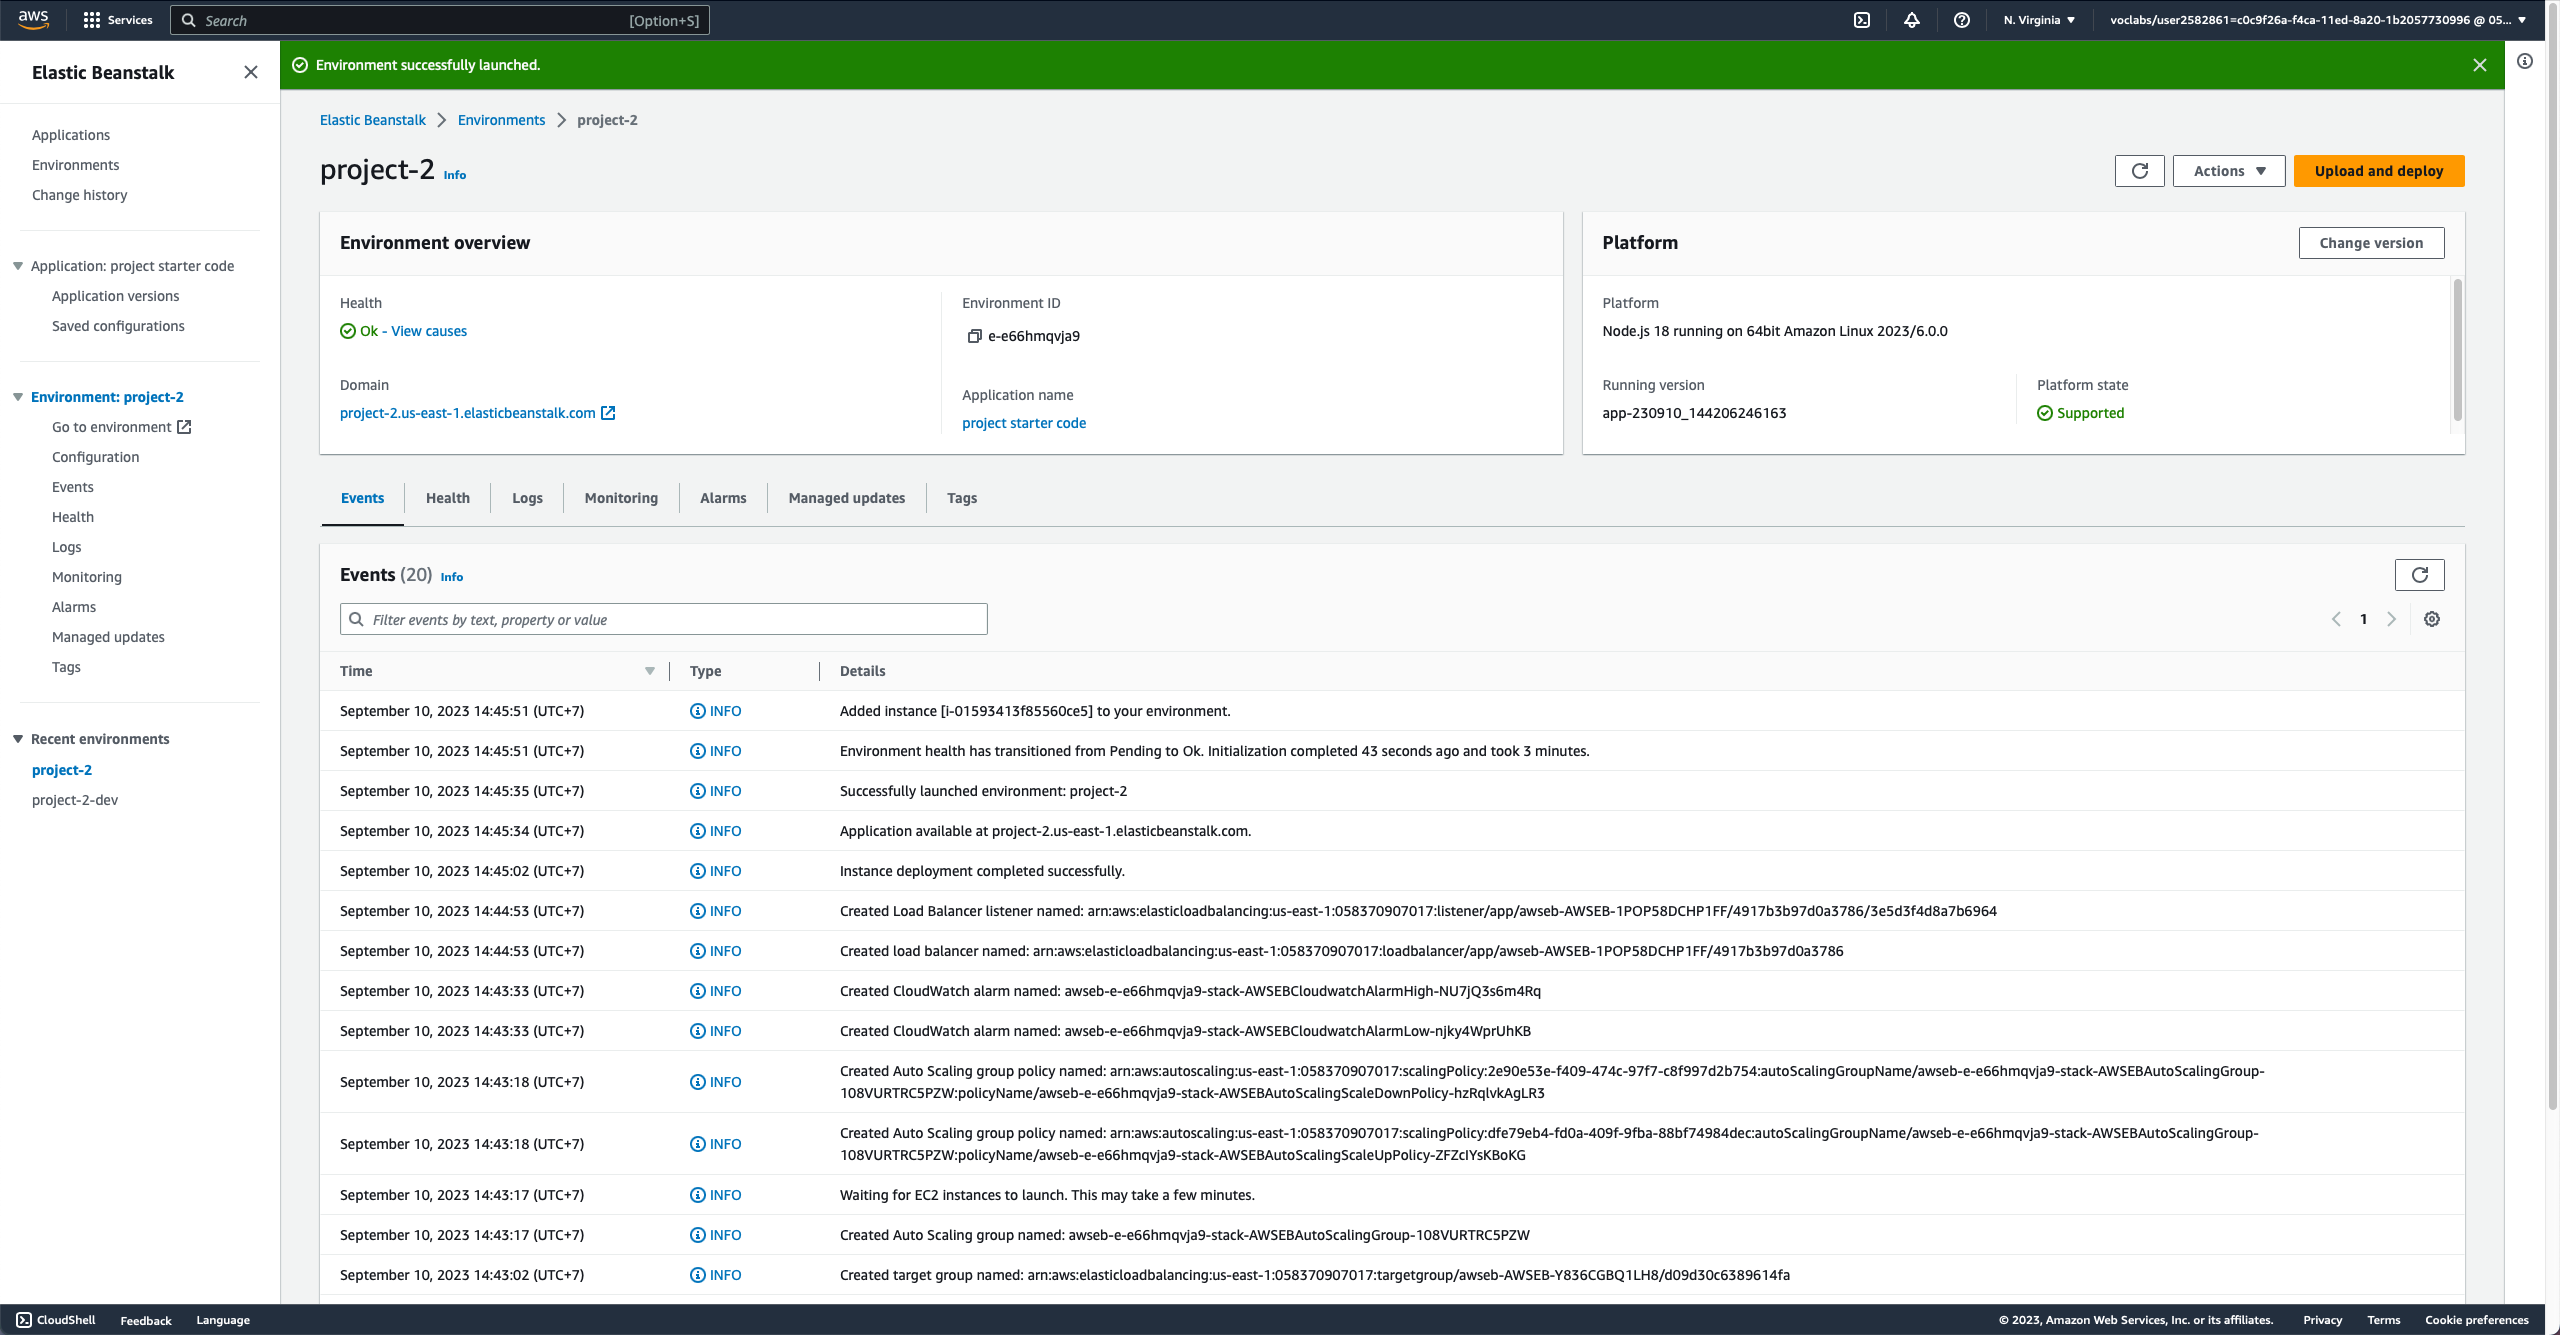 aws
Services
Search
[Option+S]
N. Virginia
voclabs/user2582861=c0c9f26a-f4ca-11ed-8a20-1b2057730996 @ 05...
Elastic Beanstalk
Applications
Environments
Change history
Application: project starter code
Application versions
Saved configurations
Environment: project-2
Go to environment
Configuration
Events
Health
Logs
Monitoring
Alarms
Managed updates
Tags
Recent environments
project-2
project-2-dev
Environment successfully launched.
Elastic Beanstalk
Environments
project-2
project-2 Info
Actions
Upload and deploy
Environment overview
Health
Ok - View causes
Domain
project-2.us-east-1.elasticbeanstalk.com
Environment ID
e-e66hmqvja9
Application name
project starter code
Platform
Change version
Platform
Node.js 18 running on 64bit Amazon Linux 2023/6.0.0
Running version
app-230910_144206246163
Platform state
Supported
Events Health Logs Monitoring Alarms Managed updates Tags
Events (20) Info
Filter events by text, property or value
1
Time Type Details
September 10, 2023 14:45:51 (UTC+7) INFO Added instance [i-01593413f85560ce5] to your environment.
September 10, 2023 14:45:51 (UTC+7) INFO Environment health has transitioned from Pending to Ok. Initialization completed 43 seconds ago and took 3 minutes.
September 10, 2023 14:45:35 (UTC+7) INFO Successfully launched environment: project-2
September 10, 2023 14:45:34 (UTC+7) INFO Application available at project-2.us-east-1.elasticbeanstalk.com.
September 10, 2023 14:45:02 (UTC+7) INFO Instance deployment completed successfully.
September 10, 2023 14:44:53 (UTC+7) INFO Created Load Balancer listener named: arn:aws:elasticloadbalancing:us-east-1:058370907017:listener/app/awseb-AWSEB-1POP58DCHP1FF/4917b3b97d0a3786/3e5d3f4d8a7b6964
September 10, 2023 14:44:53 (UTC+7) INFO Created load balancer named: arn:aws:elasticloadbalancing:us-east-1:058370907017:loadbalancer/app/awseb-AWSEB-1POP58DCHP1FF/4917b3b97d0a3786
September 10, 2023 14:43:33 (UTC+7) INFO Created CloudWatch alarm named: awseb-e-e66hmqvja9-stack-AWSEBCloudwatchAlarmHigh-NU7jQ3s6m4Rq
September 10, 2023 14:43:33 (UTC+7) INFO Created CloudWatch alarm named: awseb-e-e66hmqvja9-stack-AWSEBCloudwatchAlarmLow-njky4WprUhKB
September 10, 2023 14:43:18 (UTC+7) INFO Created Auto Scaling group policy named: arn:aws:autoscaling:us-east-1:058370907017:scalingPolicy:2e90e53e-f409-474c-97f7-c8f997d2b754:autoScalingGroupName/awseb-e-e66hmqvja9-stack-AWSEBAutoScalingGroup-
108VURTRC5PZW:policyName/awseb-e-e66hmqvja9-stack-AWSEBAutoScalingScaleDownPolicy-hzRqlvkAgLR3
September 10, 2023 14:43:18 (UTC+7) INFO Created Auto Scaling group policy named: arn:aws:autoscaling:us-east-1:058370907017:scalingPolicy:dfe79eb4-fd0a-409f-9fba-88bf74984dec:autoScalingGroupName/awseb-e-e66hmqvja9-stack-AWSEBAutoScalingGroup-
108VURTRC5PZW:policyName/awseb-e-e66hmqvja9-stack-AWSEBAutoScalingScaleUpPolicy-ZFZcIYsKBoKG
September 10, 2023 14:43:17 (UTC+7) INFO Waiting for EC2 instances to launch. This may take a few minutes.
September 10, 2023 14:43:17 (UTC+7) INFO Created Auto Scaling group named: awseb-e-e66hmqvja9-stack-AWSEBAutoScalingGroup-108VURTRC5PZW
September 10, 2023 14:43:02 (UTC+7) INFO Created target group named: arn:aws:elasticloadbalancing:us-east-1:058370907017:targetgroup/awseb-AWSEB-Y836CGBQ1LH8/d09d30c6389614fa
CloudShell Feedback Language
© 2023, Amazon Web Services, Inc. or its affiliates. Privacy Terms Cookie preferences